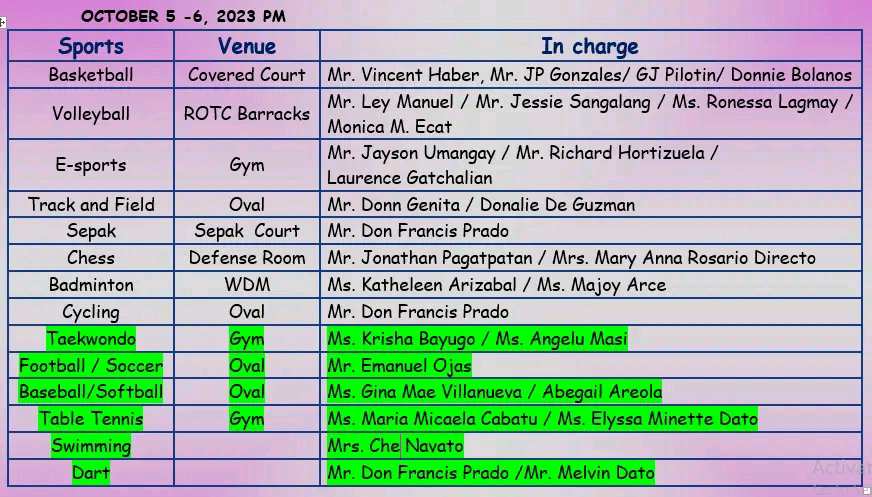 OCTOBER 5 -6, 2023 PM
Sports Venue In charge
Basketball Covered Court Mr. Vincent Haber, Mr. JP Gonzales/ GJ Pilotin/ Donnie Bolanos
Volleyball ROTC Barracks Mr. Ley Manuel / Mr. Jessie Sangalang / Ms. Ronessa Lagmay /
Monica M. Ecat
E-sports Gym Mr. Jayson Umangay / Mr. Richard Hortizuela /
Laurence Gatchalian
Track and Field Oval Mr. Donn Genita / Donalie De Guzman
Sepak Sepak Court Mr. Don Francis Prado
Chess Defense Room Mr. Jonathan Pagatpatan / Mrs. Mary Anna Rosario Directo
Badminton WDM Ms. Katheleen Arizabal / Ms. Majoy Arce
Cycling Oval Mr. Don Francis Prado
Taekwondo Gym Ms. Krisha Bayugo / Ms. Angelu Masi
Football / Soccer Oval Mr. Emanuel Ojas
Baseball/Softball Oval Ms. Gina Mae Villanueva / Abegail Areola
Table Tennis Gym Ms. Maria Micaela Cabatu / Ms. Elyssa Minette Dato
Swimming Mrs. Che Navato
Dart Mr. Don Francis Prado /Mr. Melvin Dato